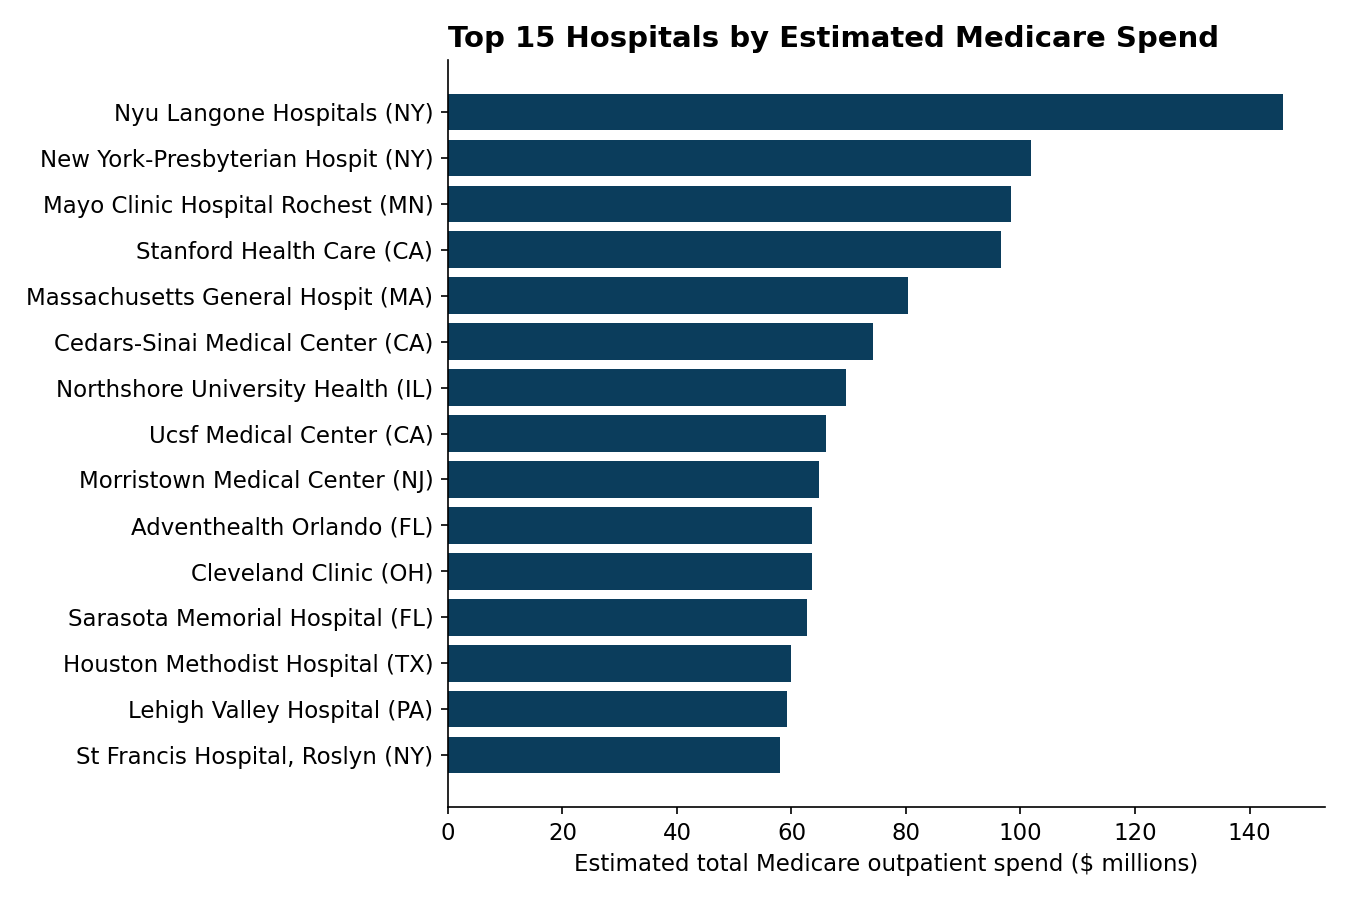 Top 15 Hospitals by Estimated Medicare Spend
Nyu Langone Hospitals (NY)
New York-Presbyterian Hospit (NY)
Mayo Clinic Hospital Rochest (MN)
Stanford Health Care (CA)
Massachusetts General Hospit (MA)
Cedars-Sinai Medical Center (CA)
Northshore University Health (IL)
Ucsf Medical Center (CA)
Morristown Medical Center (NJ)
Adventhealth Orlando (FL)
Cleveland Clinic (OH)
Sarasota Memorial Hospital (FL)
Houston Methodist Hospital (TX)
Lehigh Valley Hospital (PA)
St Francis Hospital, Roslyn (NY)
0 20 40 60 80 100 120 140
Estimated total Medicare outpatient spend ($ millions)